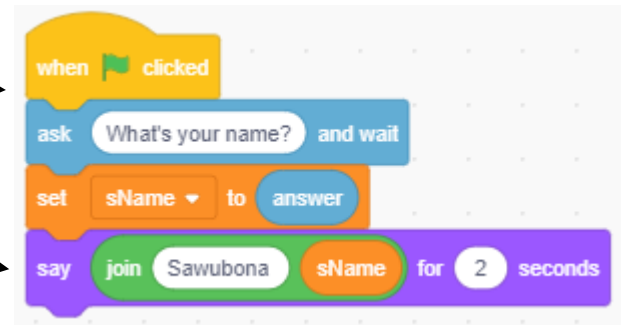 when clicked
ask What's your name? and wait
set sName to answer
say join Sawubona sName for 2 seconds